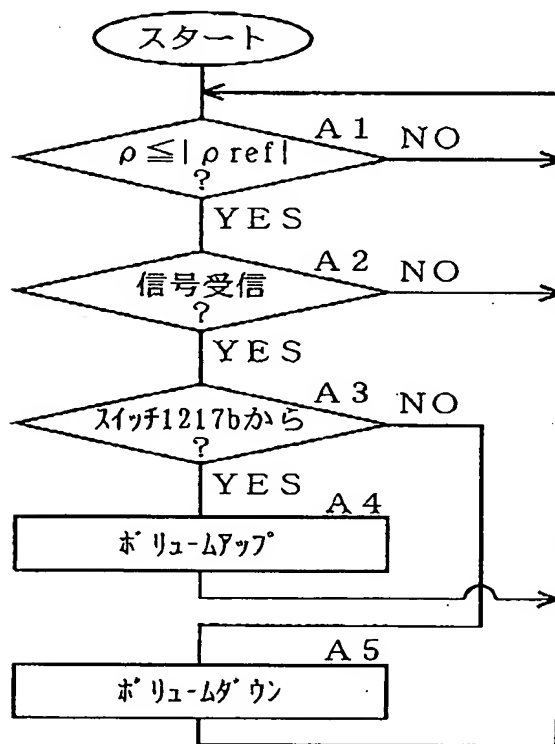 スタート
A1
ρ≦|ρref|
?
NO
YES
A2
信号受信
?
NO
YES
A3
ｽｲｯﾁ1217bから
?
NO
YES
A4
ﾎﾞﾘｭｰﾑｱｯﾌﾟ
A5
ﾎﾞﾘｭｰﾑﾀﾞｳﾝ